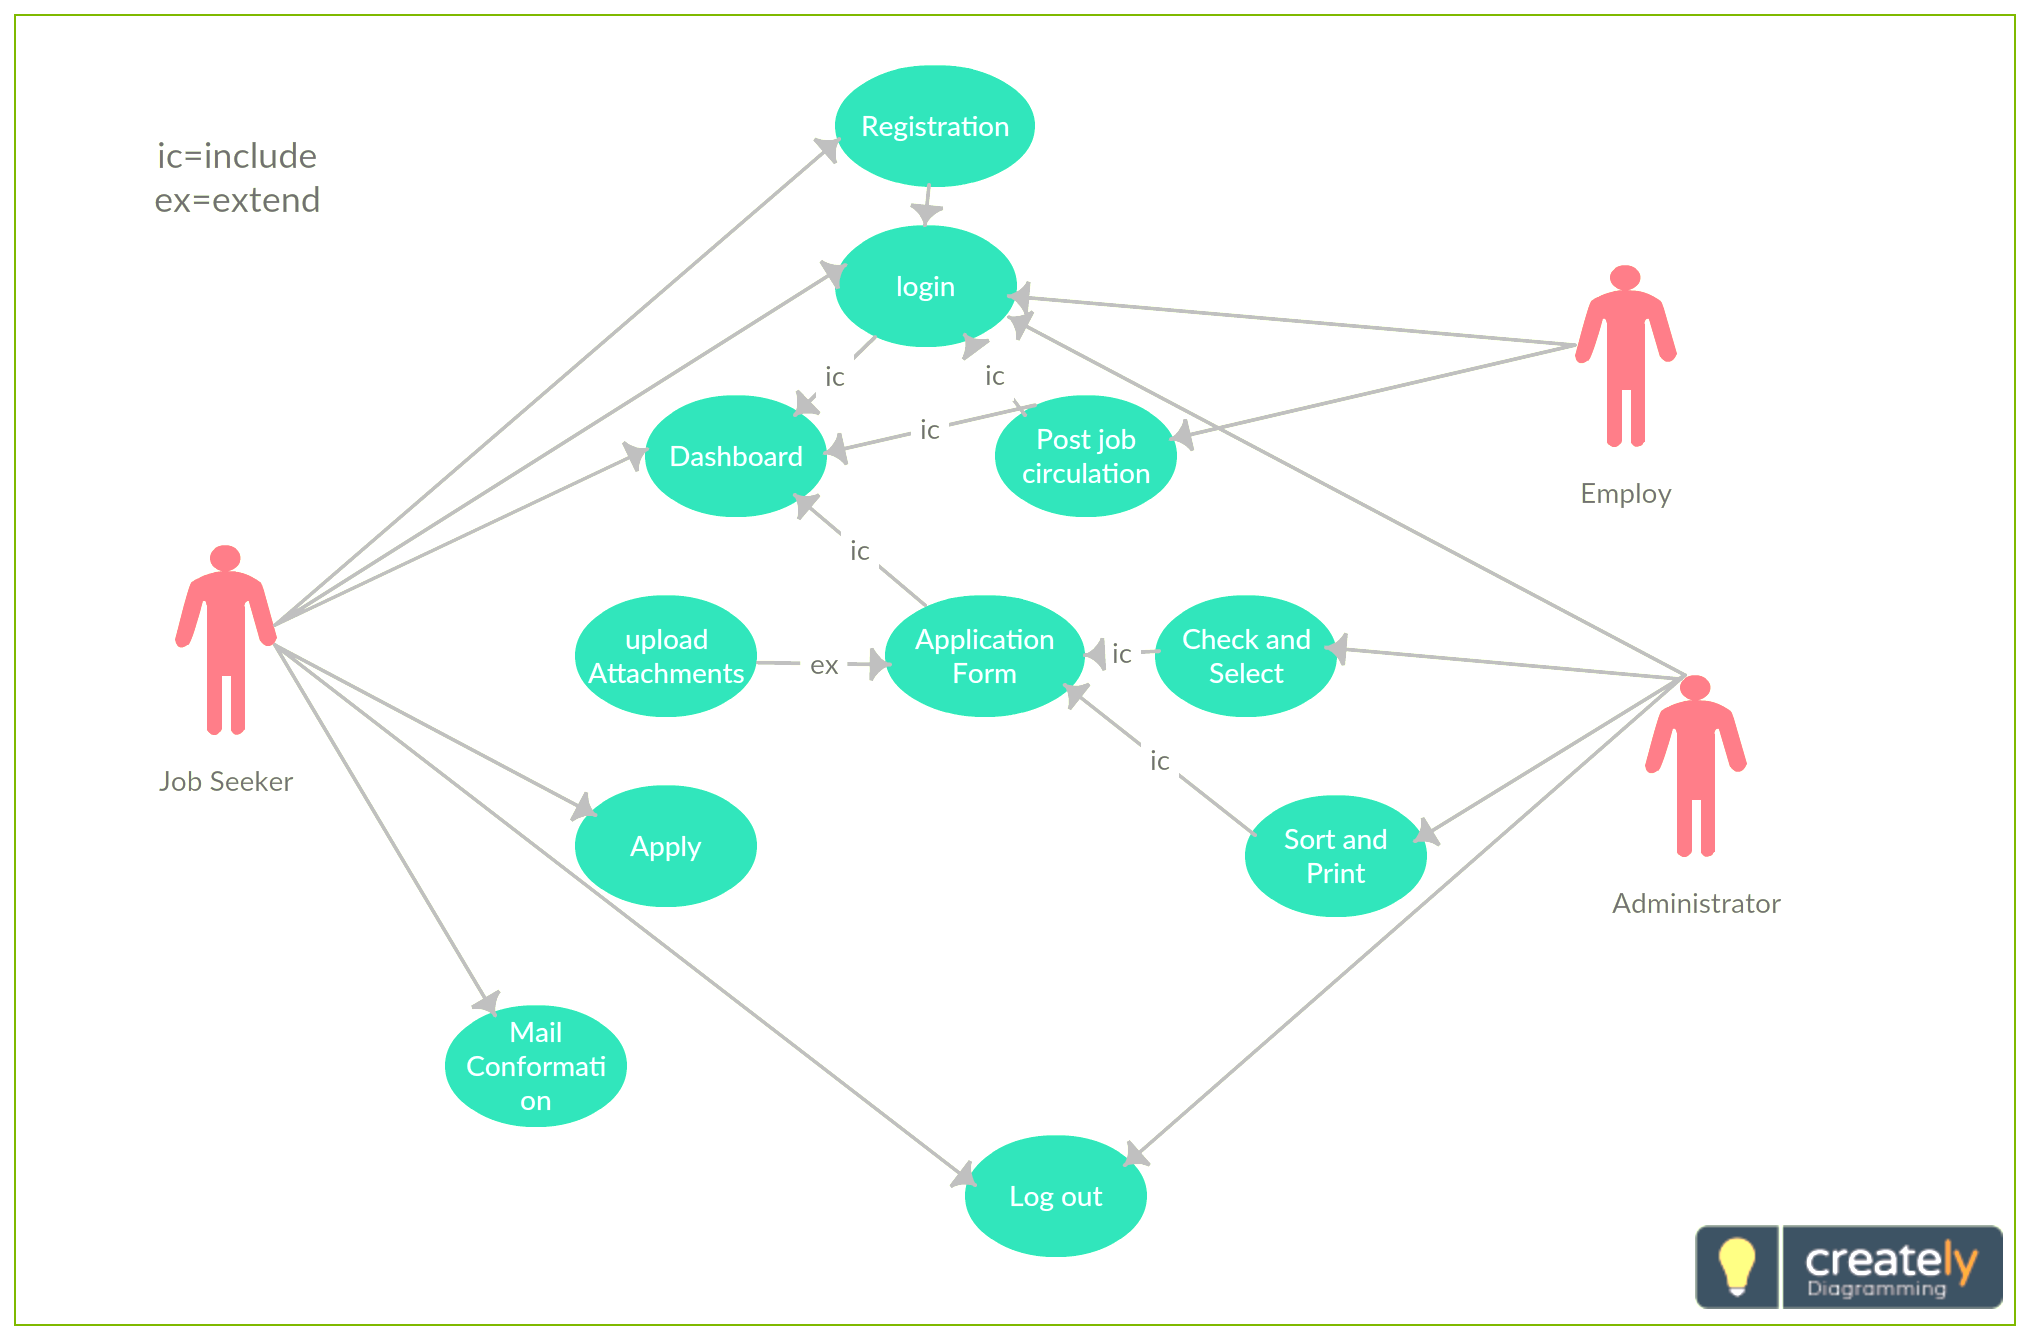 Registration
ic=include
ex=extend
login
ic
ic
ic
Dashboard
Post job
circulation
Employ
ic
upload
Attachments
ex
Application
Form
ic
Check and
Select
ic
Job Seeker
Apply
Sort and
Print
Administrator
Mail
Conformati
on
Log out
creately
Diagramming